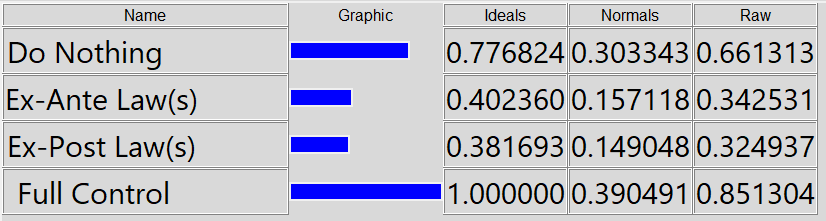 Name Graphic Ideals Normals Raw
Do Nothing 0.776824 0.303343 0.661313
Ex-Ante Law(s) 0.402360 0.157118 0.342531
Ex-Post Law(s) 0.381693 0.149048 0.324937
Full Control 1.000000 0.390491 0.851304